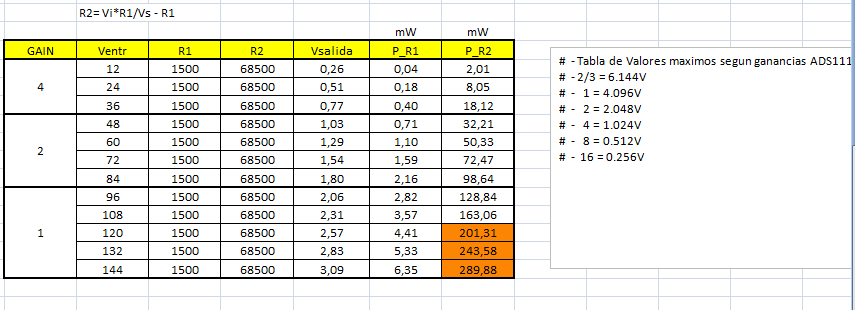 R2= Vi*R1/Vs - R1
mW mW
GAIN Ventr R1 R2 Vsalida P_R1 P_R2
12 1500 68500 0,26 0,04 2,01
4 24 1500 68500 0,51 0,18 8,05
36 1500 68500 0,77 0,40 18,12
48 1500 68500 1,03 0,71 32,21
2 60 1500 68500 1,29 1,10 50,33
72 1500 68500 1,54 1,59 72,47
84 1500 68500 1,80 2,16 98,64
96 1500 68500 2,06 2,82 128,84
108 1500 68500 2,31 3,57 163,06
1 120 1500 68500 2,57 4,41 201,31
132 1500 68500 2,83 5,33 243,58
144 1500 68500 3,09 6,35 289,88
# - Tabla de Valores maximos segun ganancias ADS111
# - 2/3 = 6.144V
# - 1 = 4.096V
# - 2 = 2.048V
# - 4 = 1.024V
# - 8 = 0.512V
# - 16 = 0.256V